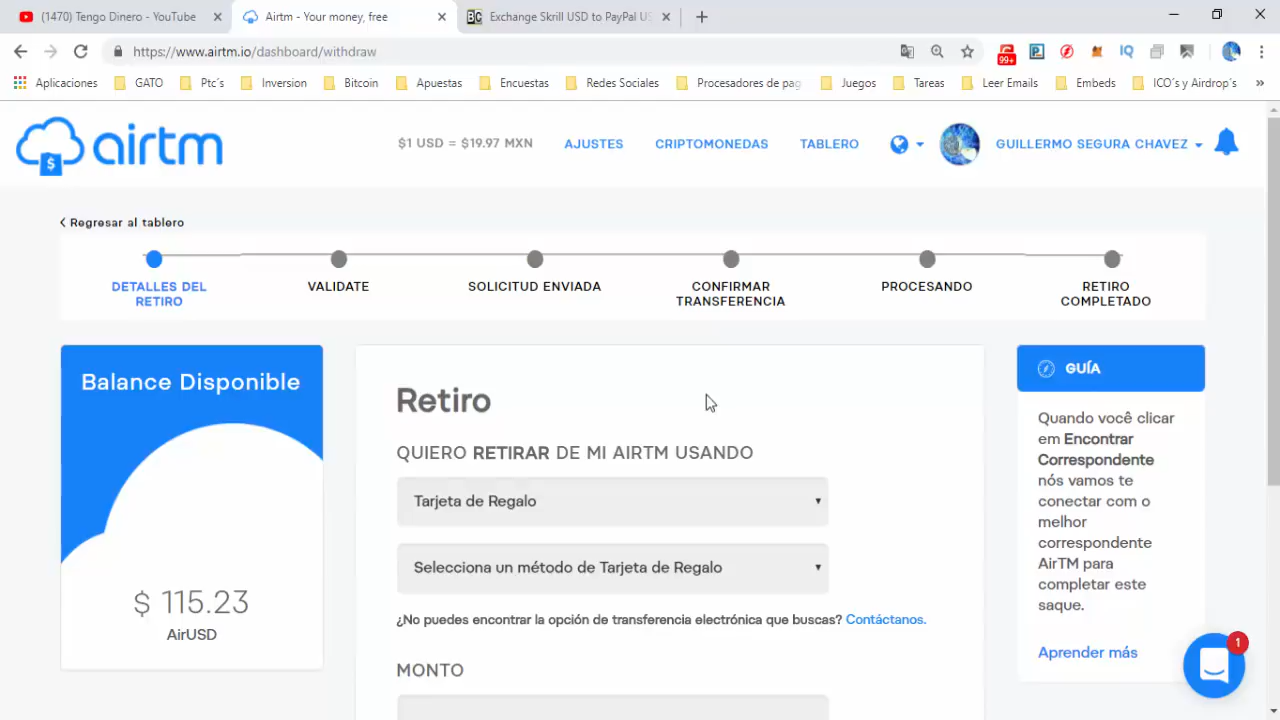 (1470) Tengo Dinero - YouTube
Airtm - Your money, free
BC Exchange Skrill USD to PayPal US
https://www.airtm.io/dashboard/withdraw
99+
IQ
Aplicaciones
GATO
Ptc´s
Inversion
Bitcoin
Apuestas
Encuestas
Redes Sociales
Procesadores de pag
Juegos
Tareas
Leer Emails
Embeds
ICO´s y Airdrop´s
»
$ airtm
$1 USD = $19.97 MXN
AJUSTES
CRIPTOMONEDAS
TABLERO
GUILLERMO SEGURA CHAVEZ
< Regresar al tablero
DETALLES DEL
RETIRO
VALIDATE
SOLICITUD ENVIADA
CONFIRMAR
TRANSFERENCIA
PROCESANDO
RETIRO
COMPLETADO
Balance Disponible
$ 115.23
AirUSD
Retiro
QUIERO RETIRAR DE MI AIRTM USANDO
Tarjeta de Regalo
Selecciona un método de Tarjeta de Regalo
¿No puedes encontrar la opción de transferencia electrónica que buscas? Contáctanos.
MONTO
GUÍA
Quando você clicar
em Encontrar
Correspondente
nós vamos te
conectar com o
melhor
correspondente
AirTM para
completar este
saque.
Aprender más
1